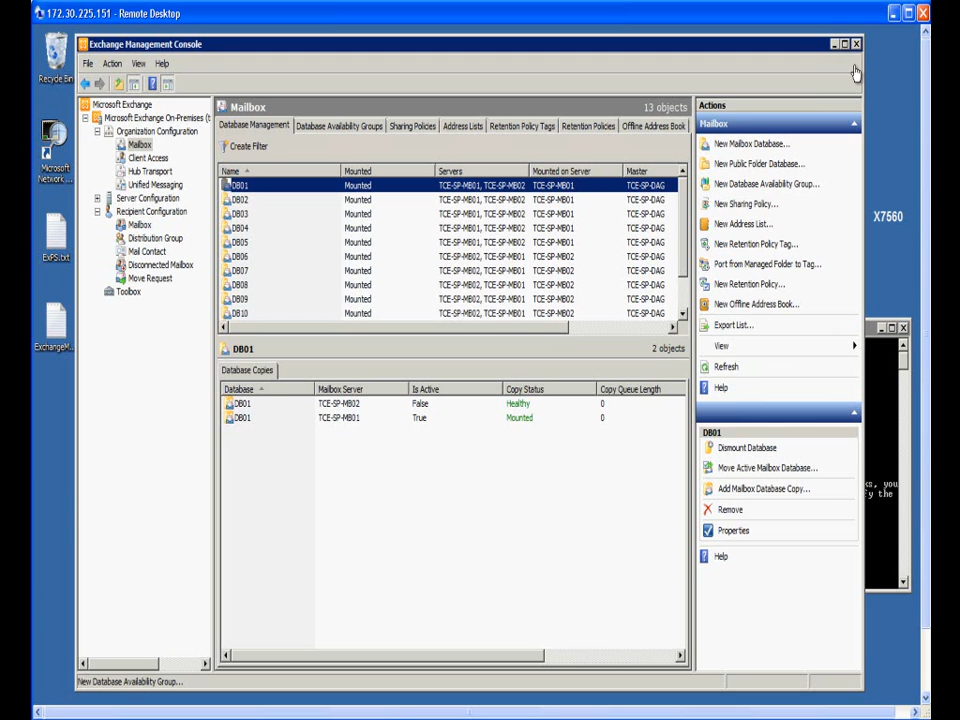 172.30.225.151 - Remote Desktop
Recycle Bin
Microsoft
Network...
ExPS.txt
ExchangeM...
X7560
Exchange Management Console
File Action View Help
Microsoft Exchange
Microsoft Exchange On-Premises (t
Organization Configuration
Mailbox
Client Access
Hub Transport
Unified Messaging
Server Configuration
Recipient Configuration
Mailbox
Distribution Group
Mail Contact
Disconnected Mailbox
Move Request
Toolbox
Mailbox 13 objects
Database Management Database Availability Groups Sharing Policies Address Lists Retention Policy Tags Retention Policies Offline Address Book
Create Filter
Name Mounted Servers Mounted on Server Master
DB01 Mounted TCE-SP-MB01, TCE-SP-MB02 TCE-SP-MB01 TCE-SP-DAG
DB02 Mounted TCE-SP-MB01, TCE-SP-MB02 TCE-SP-MB01 TCE-SP-DAG
DB03 Mounted TCE-SP-MB01, TCE-SP-MB02 TCE-SP-MB01 TCE-SP-DAG
DB04 Mounted TCE-SP-MB01, TCE-SP-MB02 TCE-SP-MB01 TCE-SP-DAG
DB05 Mounted TCE-SP-MB01, TCE-SP-MB02 TCE-SP-MB01 TCE-SP-DAG
DB06 Mounted TCE-SP-MB02, TCE-SP-MB01 TCE-SP-MB02 TCE-SP-DAG
DB07 Mounted TCE-SP-MB02, TCE-SP-MB01 TCE-SP-MB02 TCE-SP-DAG
DB08 Mounted TCE-SP-MB02, TCE-SP-MB01 TCE-SP-MB02 TCE-SP-DAG
DB09 Mounted TCE-SP-MB02, TCE-SP-MB01 TCE-SP-MB02 TCE-SP-DAG
DB10 Mounted TCE-SP-MB02, TCE-SP-MB01 TCE-SP-MB02 TCE-SP-DAG
DB01 2 objects
Database Copies
Database Mailbox Server Is Active Copy Status Copy Queue Length
DB01 TCE-SP-MB02 False Healthy 0
DB01 TCE-SP-MB01 True Mounted 0
Actions
Mailbox
New Mailbox Database...
New Public Folder Database...
New Database Availability Group...
New Sharing Policy...
New Address List...
New Retention Policy Tag...
Port from Managed Folder to Tag...
New Retention Policy...
New Offline Address Book...
Export List...
View
Refresh
Help
DB01
Dismount Database
Move Active Mailbox Database...
Add Mailbox Database Copy...
Remove
Properties
Help
ks, you
fy the
New Database Availability Group...